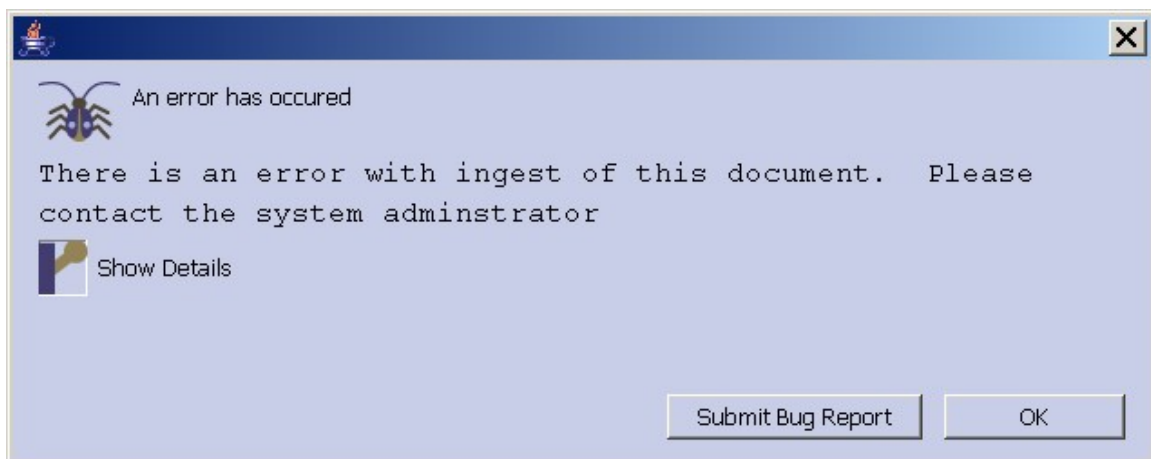 An error has occured
There is an error with ingest of this document.  Please
contact the system adminstrator
Show Details
Submit Bug Report
OK